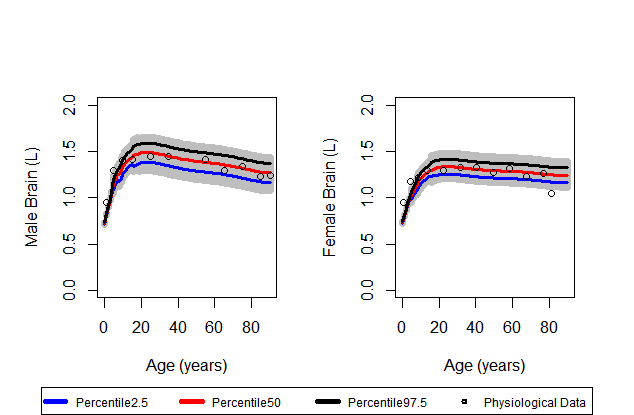 Male Brain (L)
0.0 0.5 1.0 1.5 2.0
0 20 40 60 80
Age (years)
Female Brain (L)
0.0 0.5 1.0 1.5 2.0
0 20 40 60 80
Age (years)
Percentile2.5 Percentile50 Percentile97.5 Physiological Data